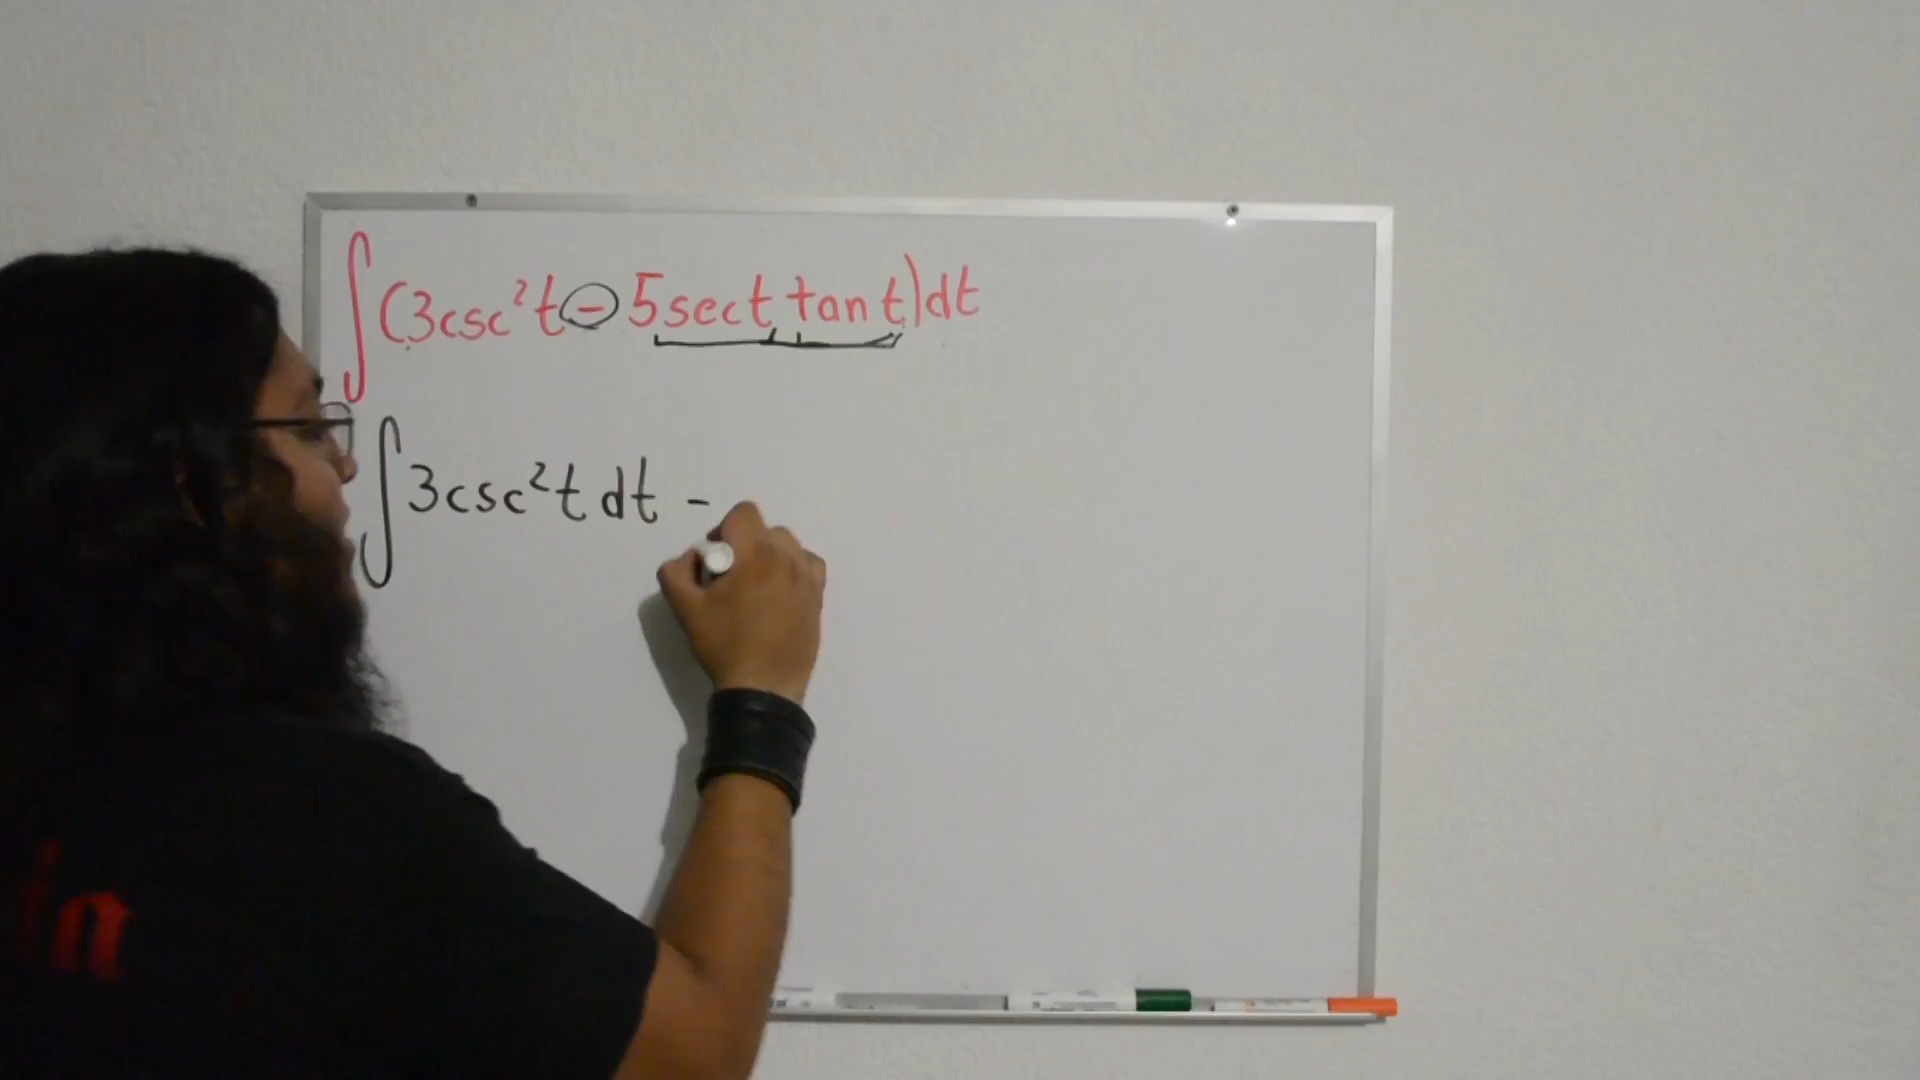 ∫(3csc²t - 5sect tant)dt
∫3csc²t dt -